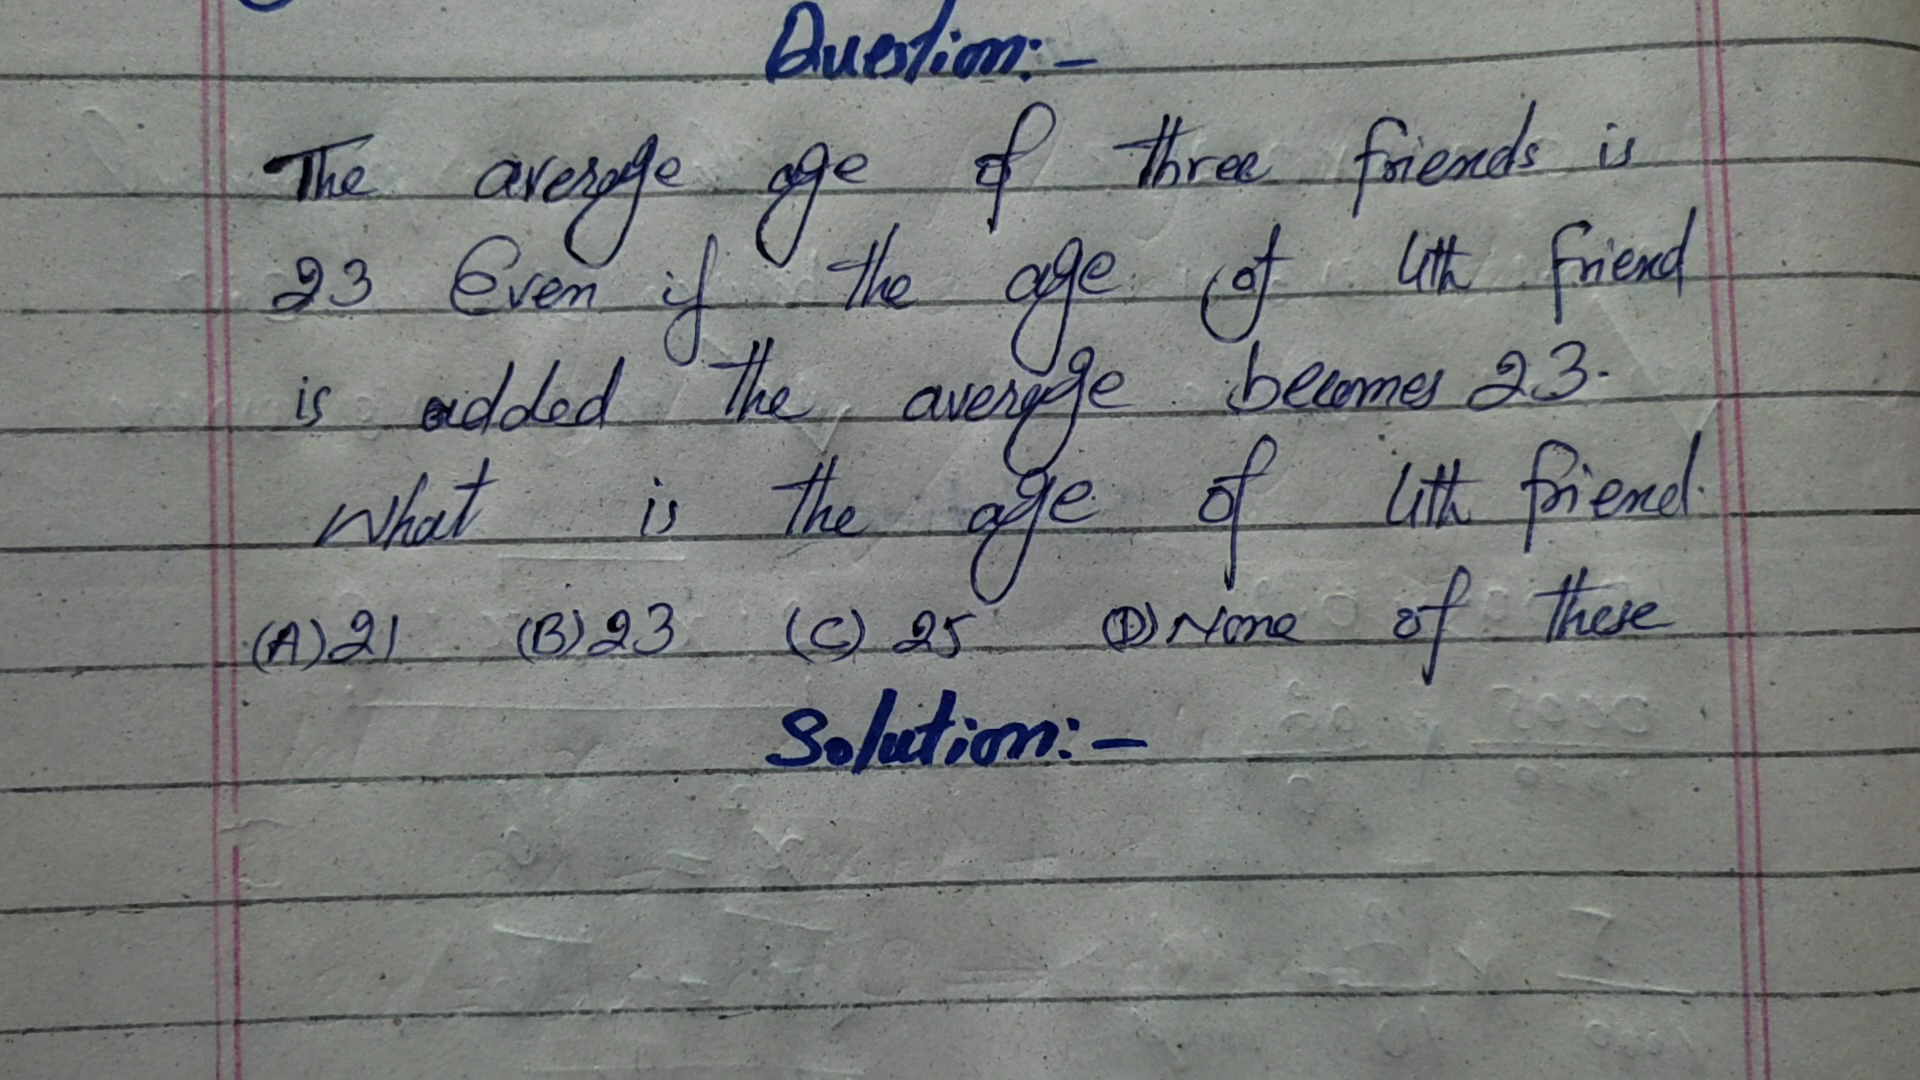 Question:-
The average age of three friends is
23 Even if the age of 4th friend
is added the average becomes 23.
What is the age of 4th friend.
(A) 21 (B) 23 (C) 25 (D) None of these
Solution:-